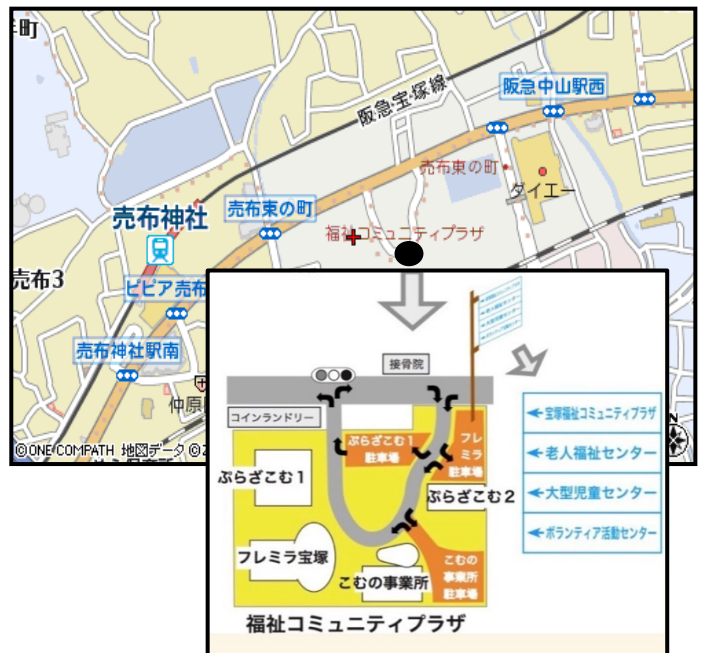 町
阪急宝塚線
阪急中山駅西
売布東の町
ダイエー
売布神社
売布東の町
福祉コミュニティプラザ
売布3
ピピア売布
売布神社駅南
仲原
©ONE COMPATH 地図データ ©
N
接骨院
コインランドリー
ぷらざこむ1
駐車場
フレ
ミラ
駐車場
ぷらざこむ1
ぷらざこむ2
フレミラ宝塚
こむの事業所
こむの
事業所
駐車場
福祉コミュニティプラザ
宝塚福祉コミュニティプラザ
老人福祉センター
大型児童センター
ボランティア活動センター